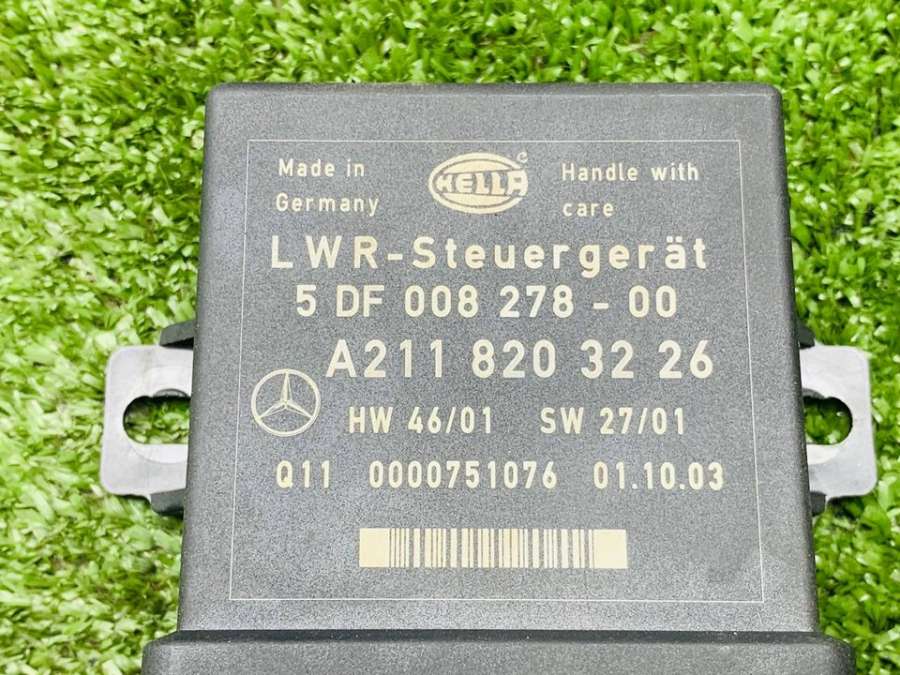 Made in Germany
HELLA
Handle with care
LWR-Steuergerät
5 DF 008 278 - 00
A211 820 32 26
HW 46/01 SW 27/01
Q11 0000751076 01.10.03